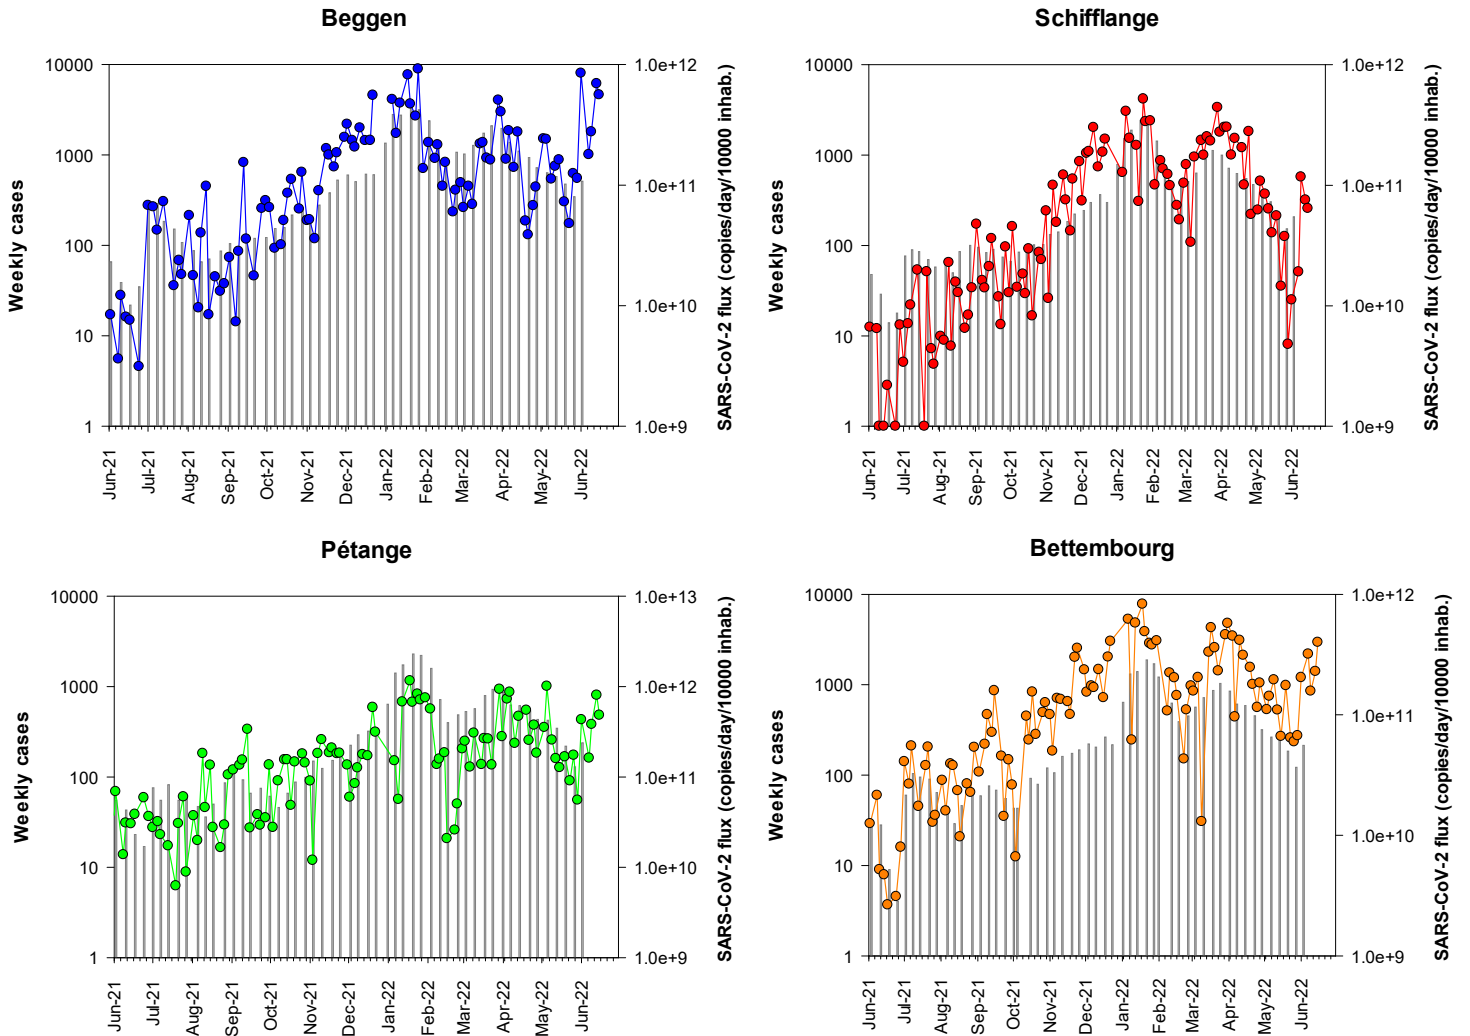 Beggen
Schifflange
10000
1000
100
10
1
Weekly cases
1.0e+12
1.0e+11
1.0e+10
1.0e+9
SARS-CoV-2 flux (copies/day/10000 inhab.)
Jun-21
Jul-21
Aug-21
Sep-21
Oct-21
Nov-21
Dec-21
Jan-22
Feb-22
Mar-22
Apr-22
May-22
Jun-22
10000
1000
100
10
1
Weekly cases
1.0e+12
1.0e+11
1.0e+10
1.0e+9
SARS-CoV-2 flux (copies/day/10000 inhab.)
Jun-21
Jul-21
Aug-21
Sep-21
Oct-21
Nov-21
Dec-21
Jan-22
Feb-22
Mar-22
Apr-22
May-22
Jun-22
Pétange
Bettembourg
10000
1000
100
10
1
Weekly cases
1.0e+13
1.0e+12
1.0e+11
1.0e+10
1.0e+9
SARS-CoV-2 flux (copies/day/10000 inhab.)
Jun-21
Jul-21
Aug-21
Sep-21
Oct-21
Nov-21
Dec-21
Jan-22
Feb-22
Mar-22
Apr-22
May-22
Jun-22
10000
1000
100
10
1
Weekly cases
1.0e+12
1.0e+11
1.0e+10
1.0e+9
SARS-CoV-2 flux (copies/day/10000 inhab.)
Jun-21
Jul-21
Aug-21
Sep-21
Oct-21
Nov-21
Dec-21
Jan-22
Feb-22
Mar-22
Apr-22
May-22
Jun-22